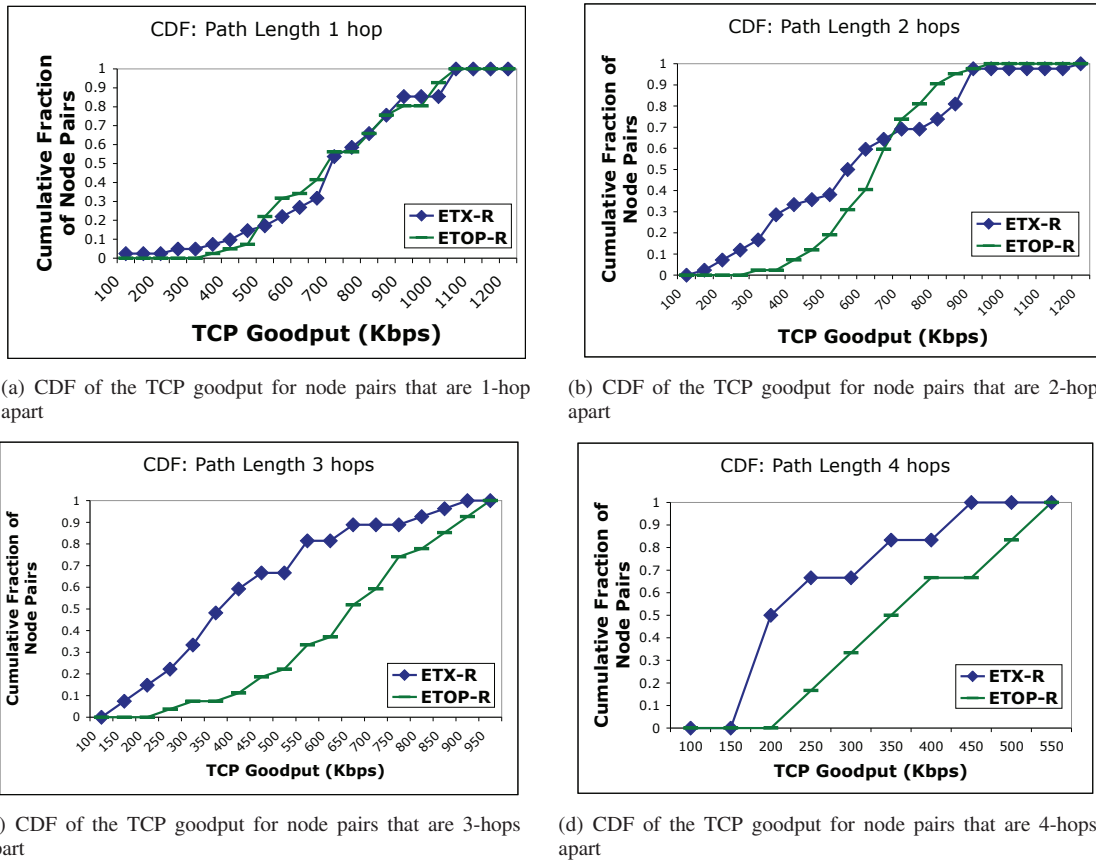 CDF: Path Length 1 hop
Cumulative Fraction
of Node Pairs
1
0.9
0.8
0.7
0.6
0.5
0.4
0.3
0.2
0.1
0
ETX-R
ETOP-R
100 200 300 400 500 600 700 800 900 1000 1100 1200
TCP Goodput (Kbps)
(a) CDF of the TCP goodput for node pairs that are 1-hop
apart
CDF: Path Length 2 hops
Cumulative Fraction of
Node Pairs
1
0.9
0.8
0.7
0.6
0.5
0.4
0.3
0.2
0.1
0
ETX-R
ETOP-R
100 200 300 400 500 600 700 800 900 1000 1100 1200
TCP Goodput (Kbps)
(b) CDF of the TCP goodput for node pairs that are 2-hop
apart
CDF: Path Length 3 hops
Cumulative Fraction of
Node Pairs
1
0.9
0.8
0.7
0.6
0.5
0.4
0.3
0.2
0.1
0
ETX-R
ETOP-R
100 150 200 250 300 350 400 450 500 550 600 650 700 750 800 850 900 950
TCP Goodput (Kbps)
) CDF of the TCP goodput for node pairs that are 3-hops
part
CDF: Path Length 4 hops
Cumulative Fraction of
Node Pairs
1
0.9
0.8
0.7
0.6
0.5
0.4
0.3
0.2
0.1
0
ETX-R
ETOP-R
100 150 200 250 300 350 400 450 500 550
TCP Goodput (Kbps)
(d) CDF of the TCP goodput for node pairs that are 4-hops
apart